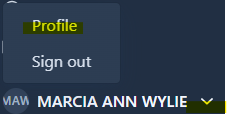 Profile
Sign out
MAW MARCIA ANN WYLIE